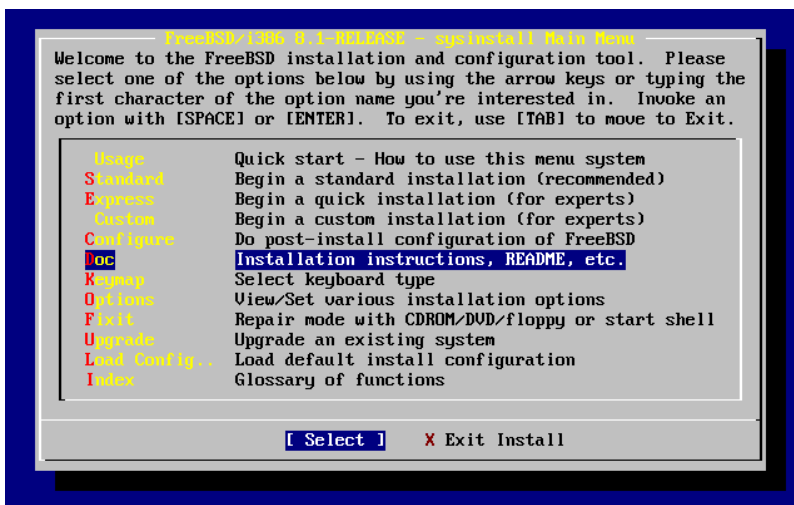 FreeBSD/i386 8.1-RELEASE - sysinstall Main Menu
Welcome to the FreeBSD installation and configuration tool.  Please
select one of the options below by using the arrow keys or typing the
first character of the option name you're interested in.  Invoke an
option with [SPACE] or [ENTER].  To exit, use [TAB] to move to Exit.
Usage Quick start - How to use this menu system
Standard Begin a standard installation (recommended)
Express Begin a quick installation (for experts)
Custom Begin a custom installation (for experts)
Configure Do post-install configuration of FreeBSD
Doc Installation instructions, README, etc.
Keymap Select keyboard type
Options View/Set various installation options
Fixit Repair mode with CDROM/DVD/floppy or start shell
Upgrade Upgrade an existing system
Load Config.. Load default install configuration
Index Glossary of functions
[ Select ] X Exit Install